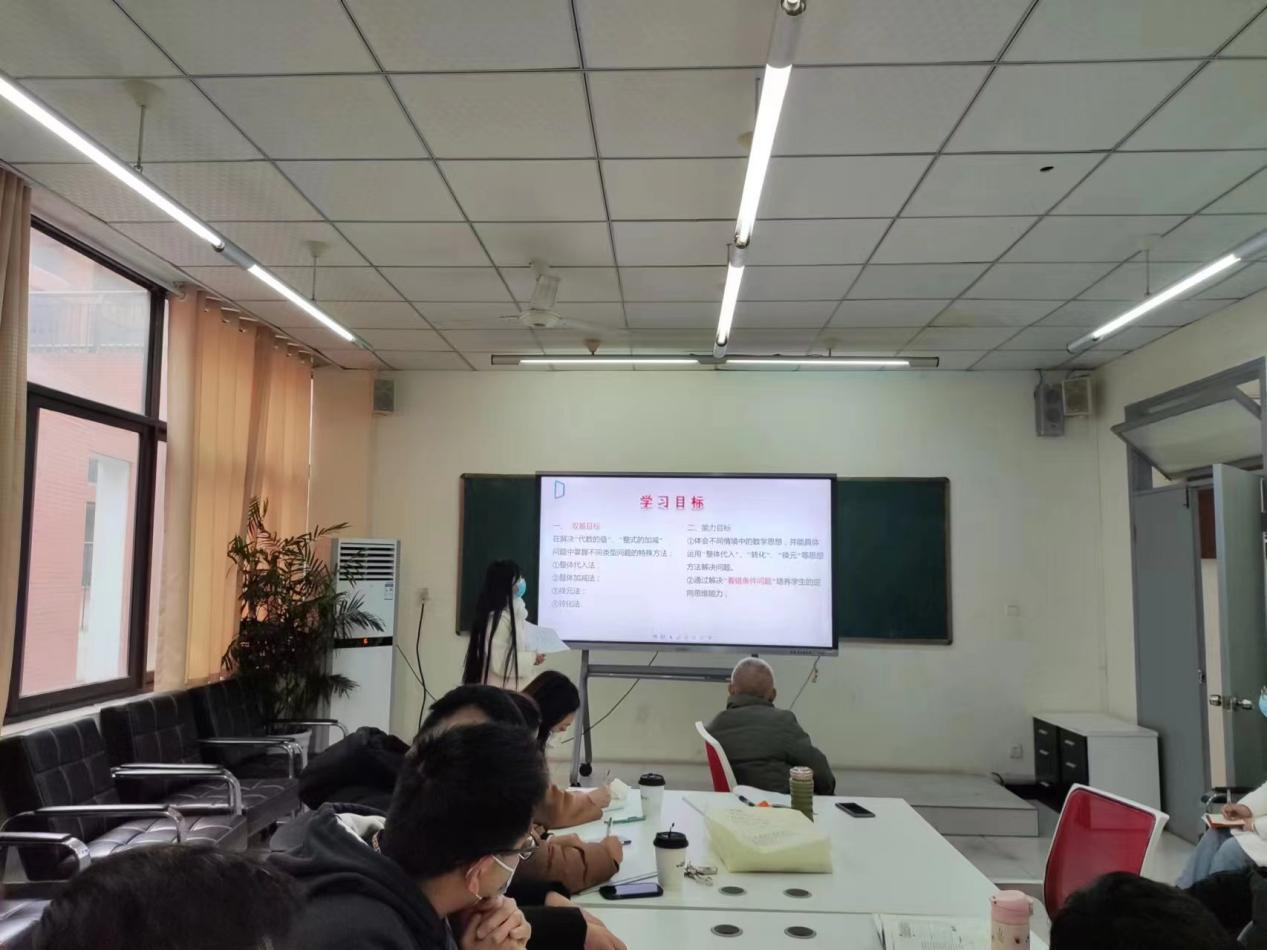 学习目标
一、 双基目标
在解决“代数的值”、“整式的加减”
问题中掌握不同类型问题的特殊方法：
①整体代入法；
②整体加减法；
③换元法；
④转化法.
二、能力目标
①体会不同情境中的数学思想，并能具体
运用“整体代入”、“转化”、“换元”等思想
方法解决问题。
②通过解决“看错条件问题”培养学生的逆
向思维能力；